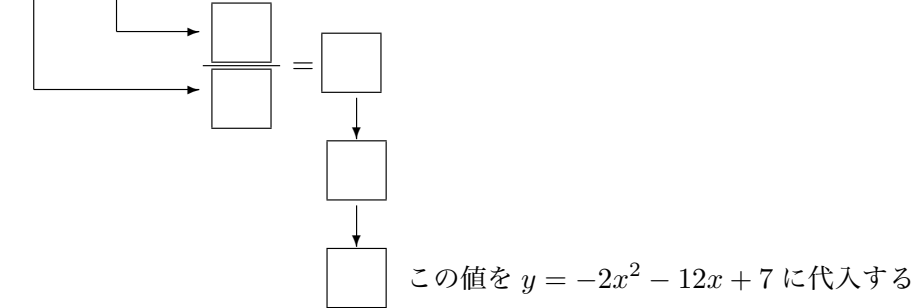 =
この値を y = −2x² − 12x + 7 に代入する